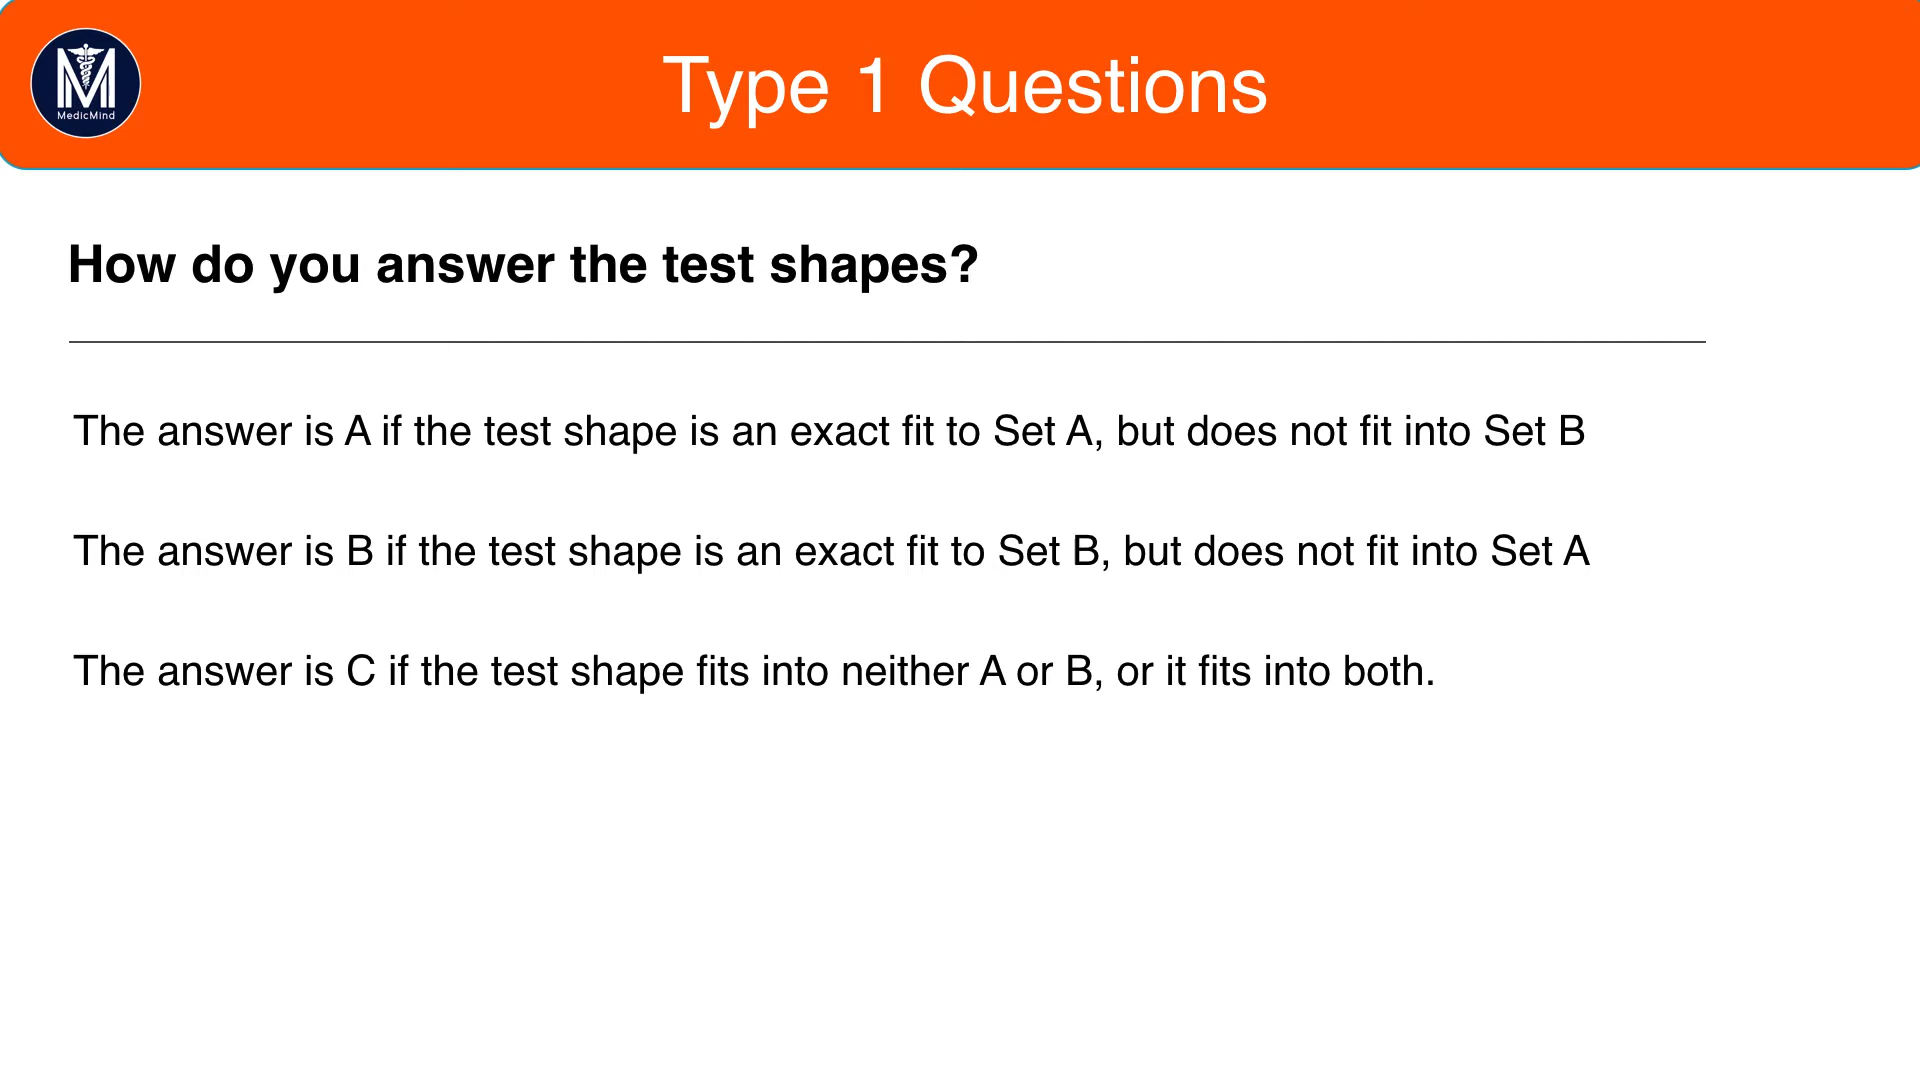 MedicMind
Type 1 Questions
How do you answer the test shapes?
The answer is A if the test shape is an exact fit to Set A, but does not fit into Set B
The answer is B if the test shape is an exact fit to Set B, but does not fit into Set A
The answer is C if the test shape fits into neither A or B, or it fits into both.